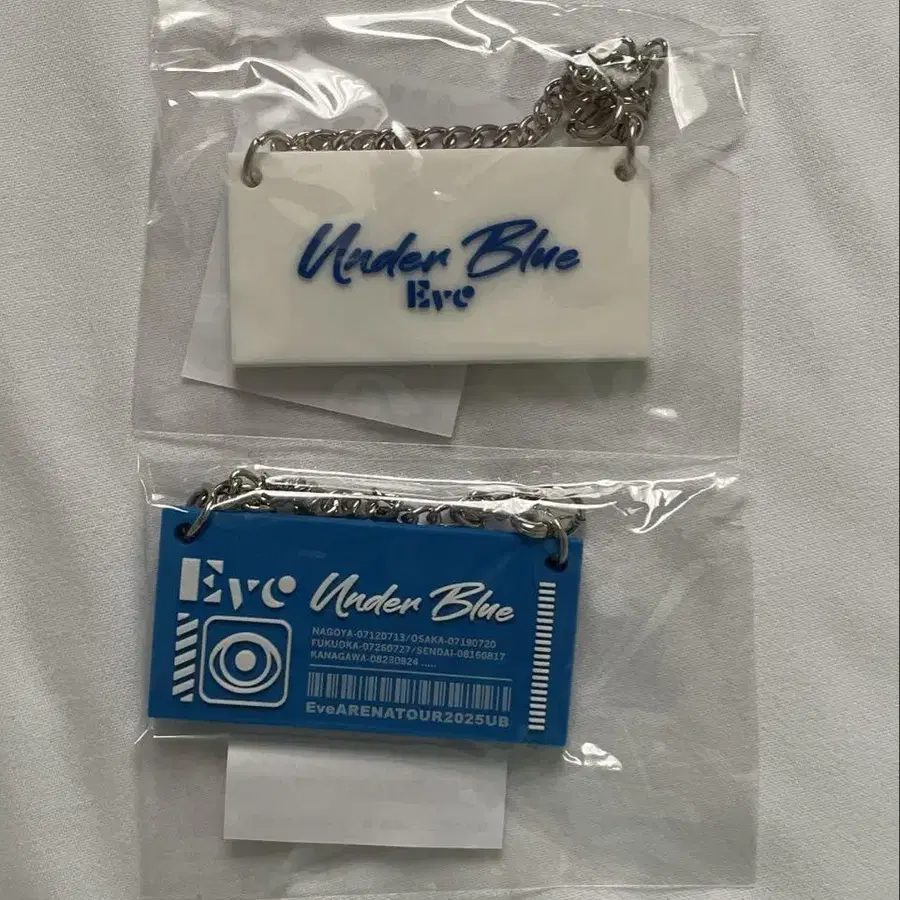 Under Blue
Eve
Eve Under Blue
NAGOYA-07120713/OSAKA-07190720
FUKUOKA-07260727/SENDAI-08160817
KANAGAWA-08230824 .....
EveARENATOUR2025UB